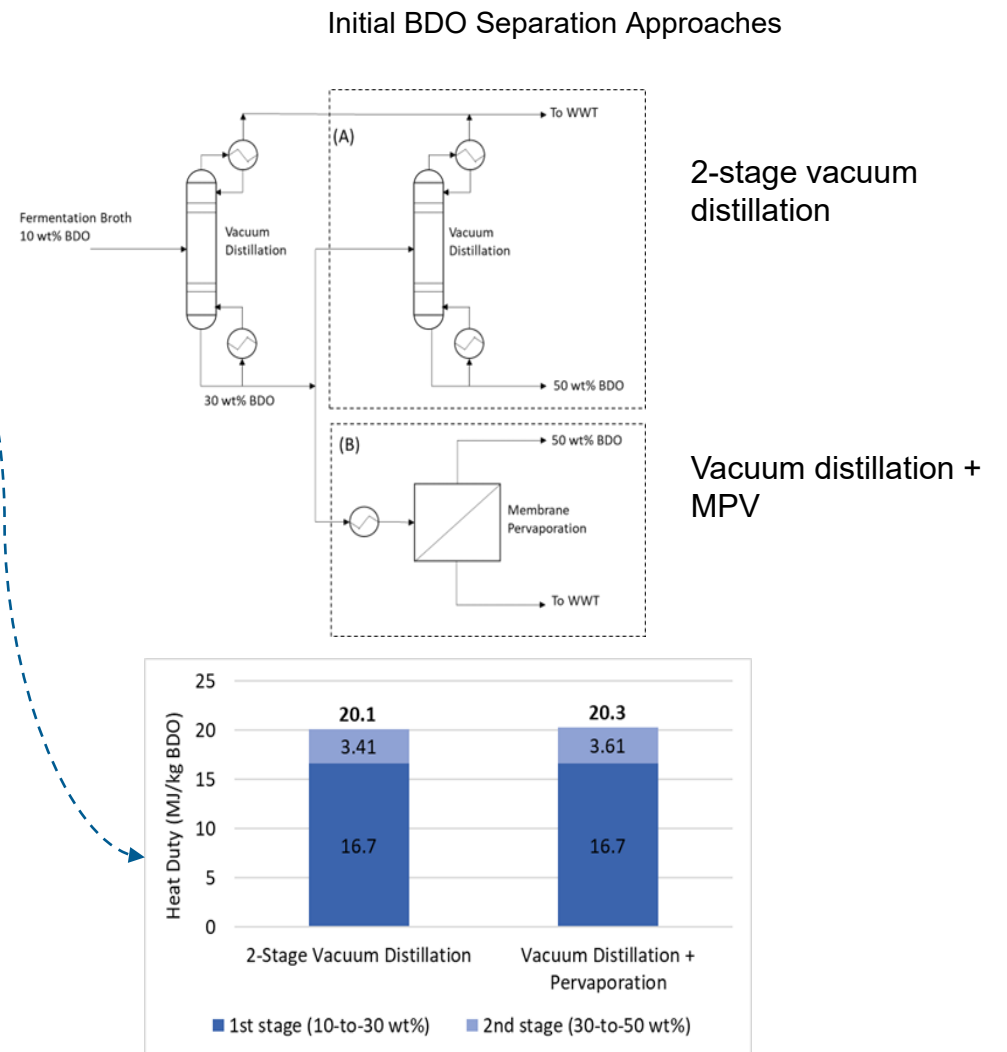 Initial BDO Separation Approaches
To WWT
(A)
2-stage vacuum
distillation
Fermentation Broth
10 wt% BDO
Vacuum
Distillation
Vacuum
Distillation
50 wt% BDO
30 wt% BDO
(B)
50 wt% BDO
Vacuum distillation +
MPV
Membrane
Pervaporation
To WWT
Heat Duty (MJ/kg BDO)
25
20
15
10
5
0
20.1
20.3
3.41
3.61
16.7
16.7
2-Stage Vacuum Distillation
Vacuum Distillation +
Pervaporation
1st stage (10-to-30 wt%)
2nd stage (30-to-50 wt%)